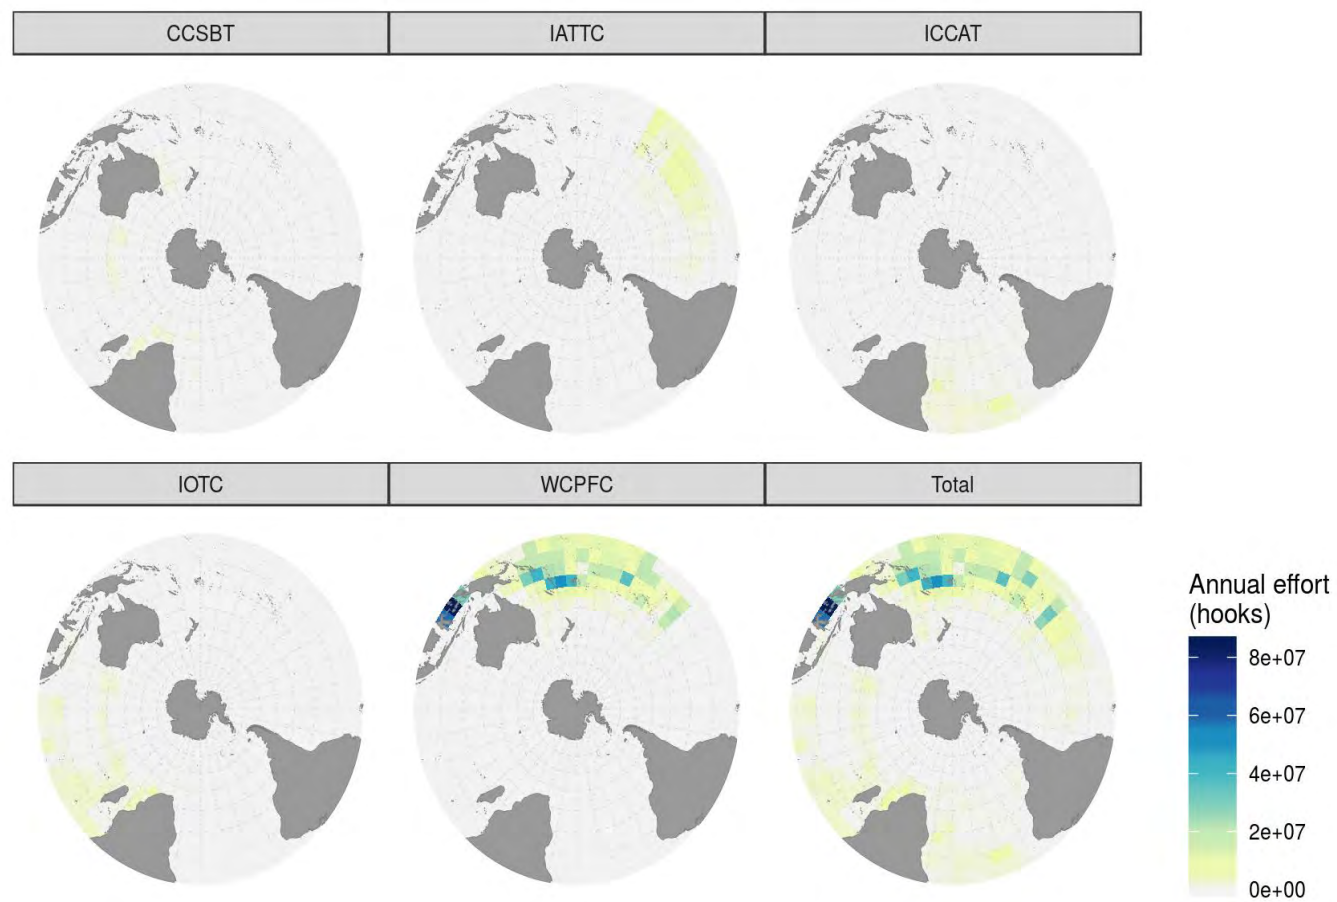 CCSBT
IATTC
ICCAT
IOTC
WCPFC
Total
Annual effort
(hooks)
8e+07
6e+07
4e+07
2e+07
0e+00